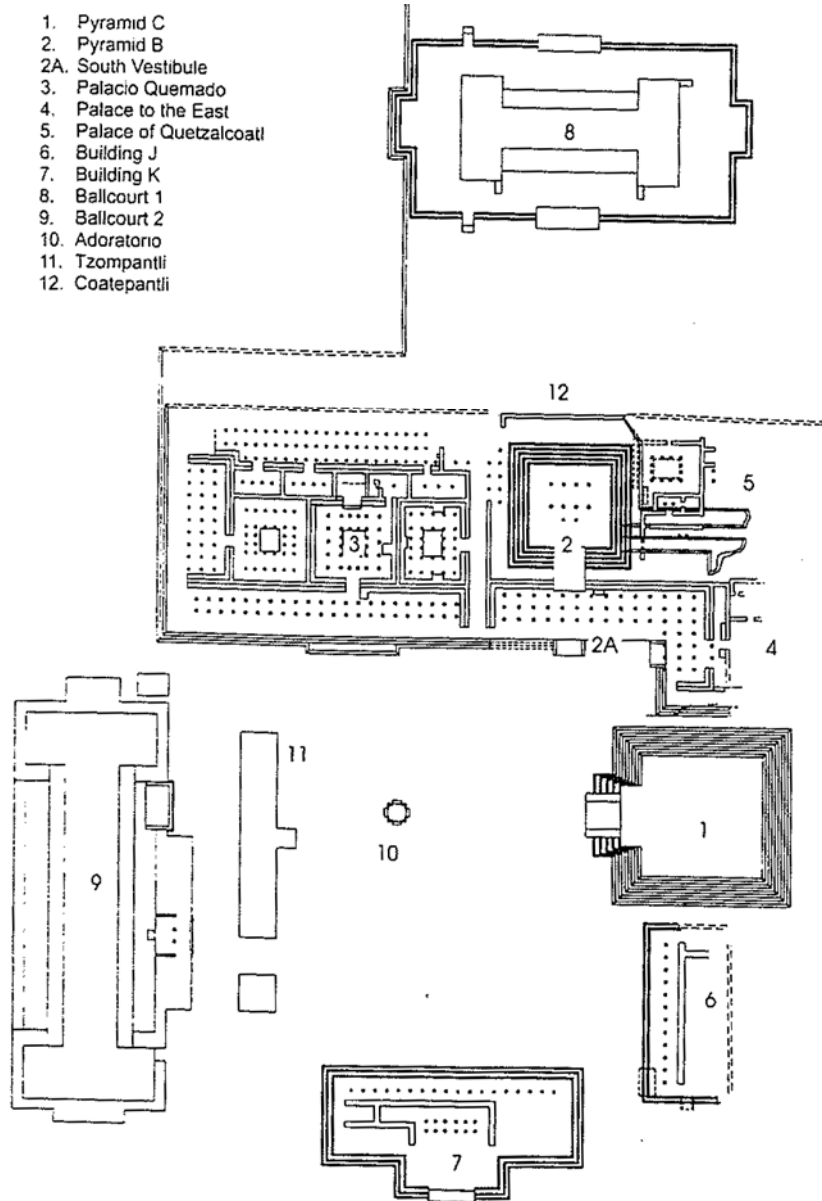 1. Pyramid C
2. Pyramid B
2A. South Vestibule
3. Palacio Quemado
4. Palace to the East
5. Palace of Quetzalcoatl
6. Building J
7. Building K
8. Ballcourt 1
9. Ballcourt 2
10. Adoratorio
11. Tzompantli
12. Coatepantli
8
12
5
3
2
2A
4
11
10
1
9
6
7